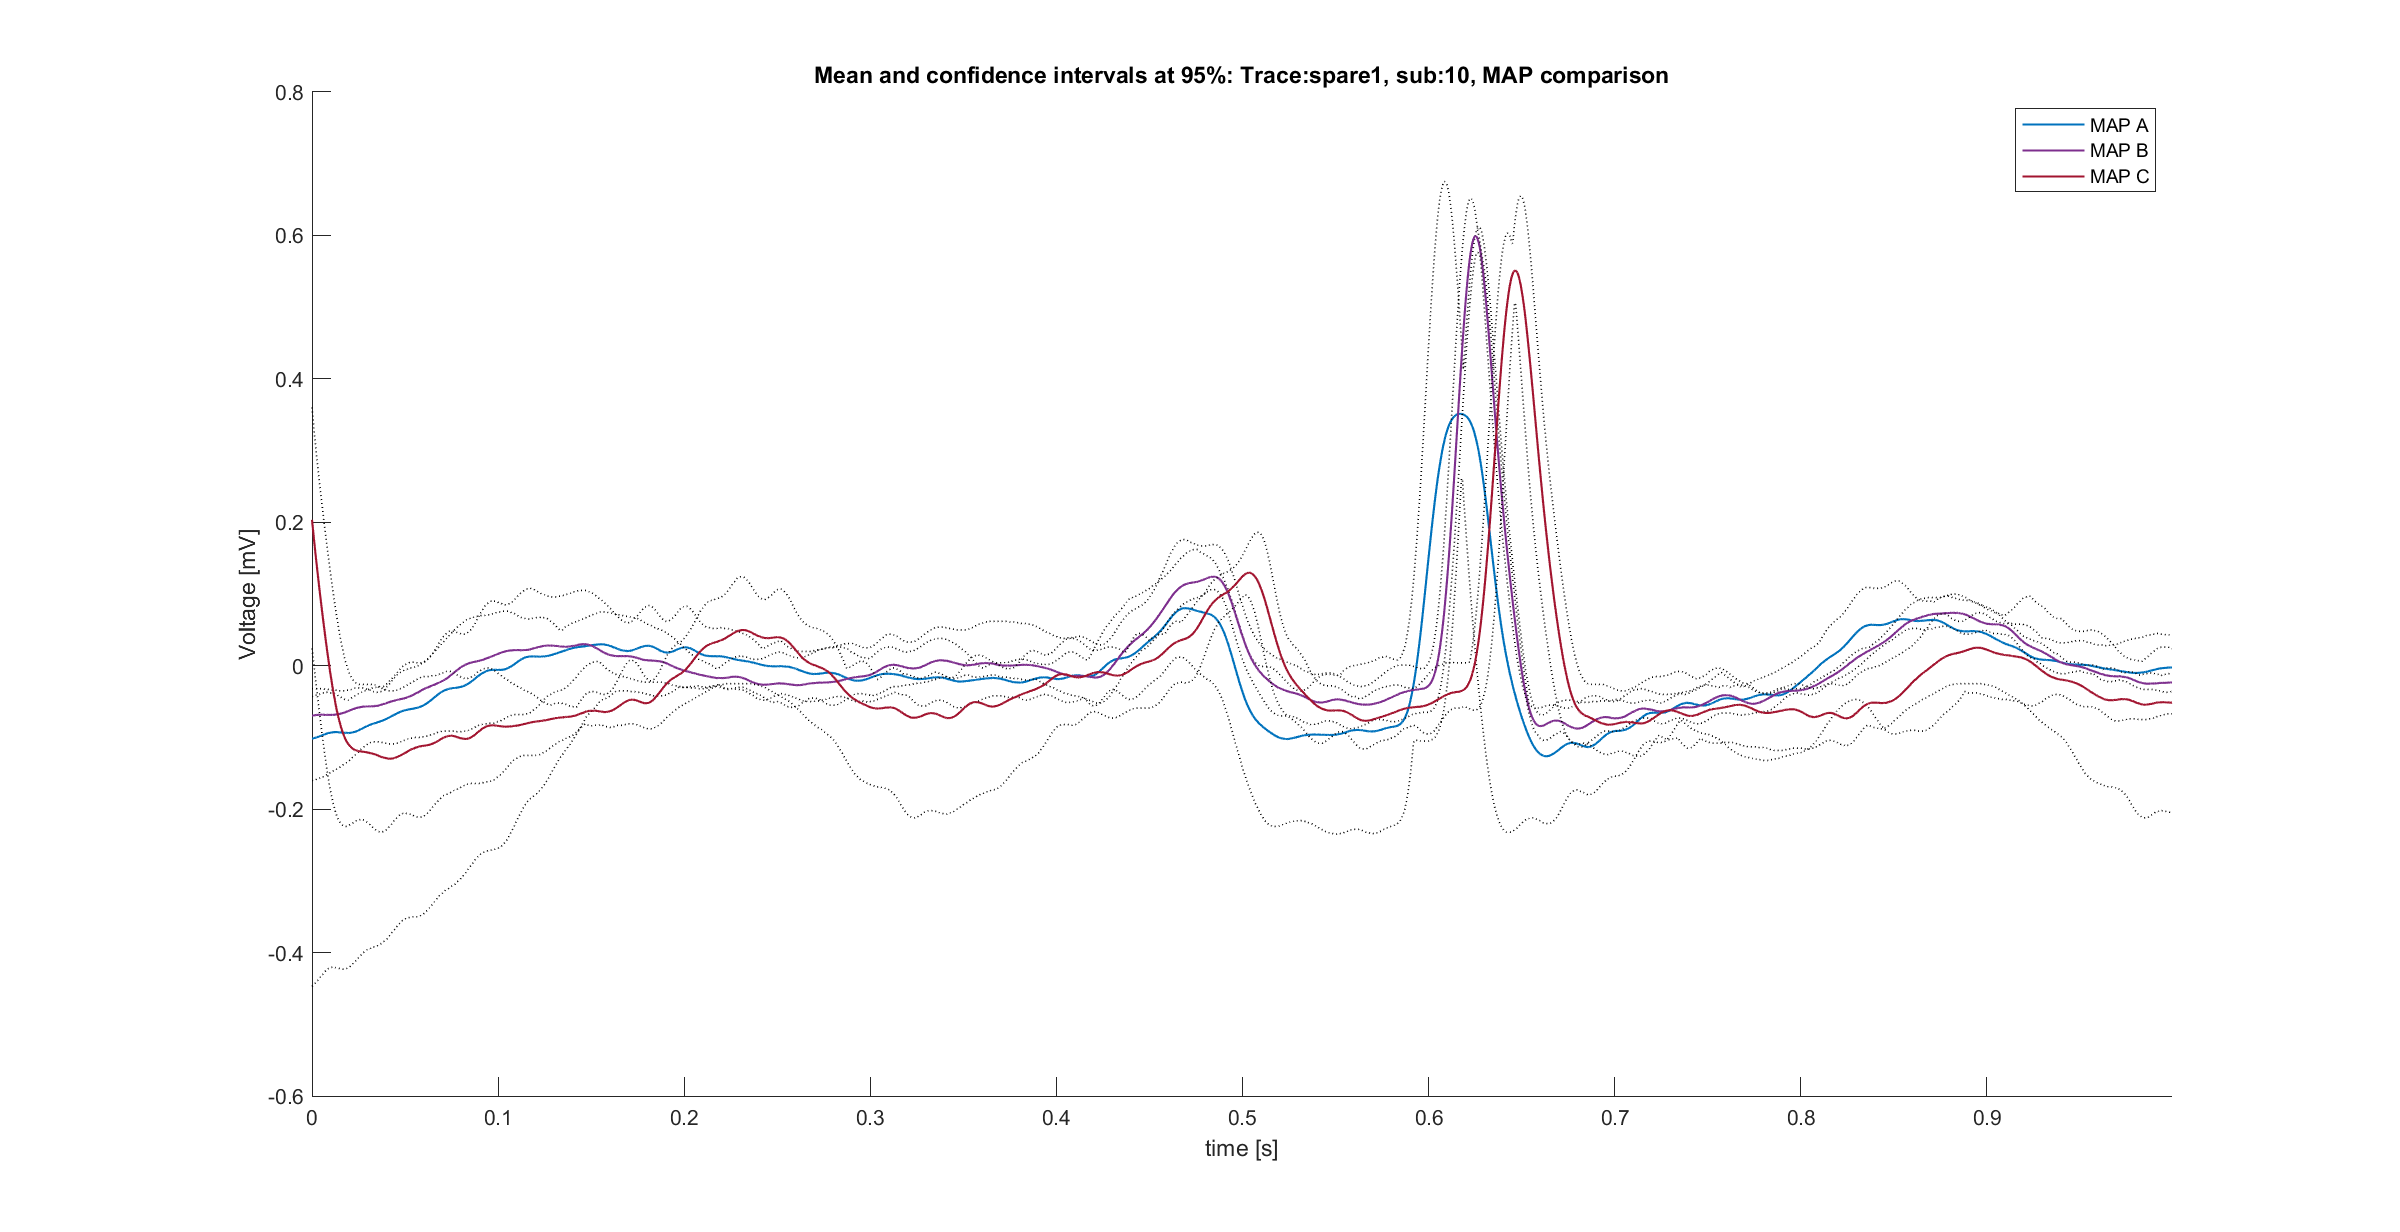 Mean and confidence intervals at 95%: Trace:spare1, sub:10, MAP comparison
MAP A
MAP B
MAP C
Voltage [mV]
0.8
0.6
0.4
0.2
0
-0.2
-0.4
-0.6
0 0.1 0.2 0.3 0.4 0.5 0.6 0.7 0.8 0.9
time [s]